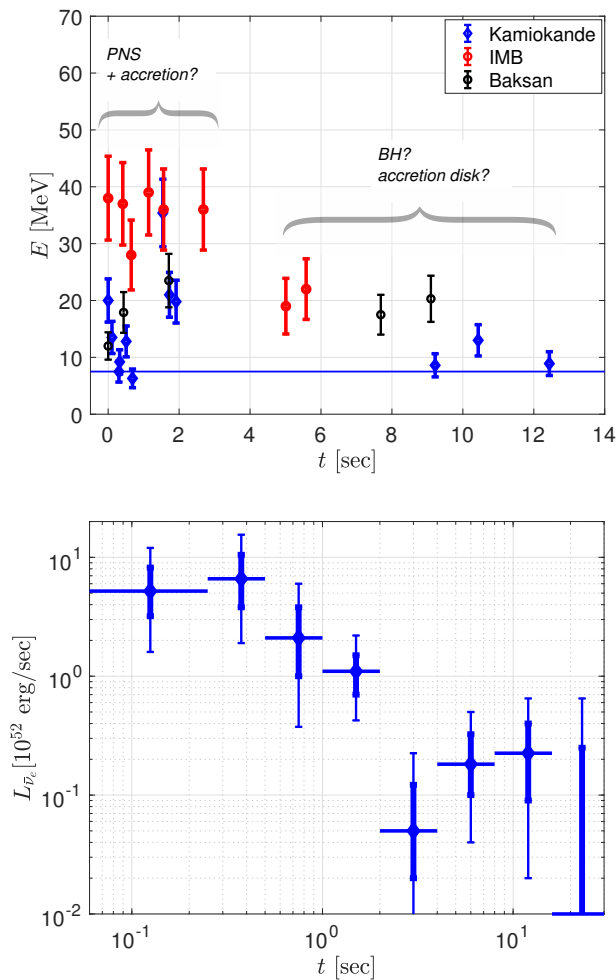 70
60
50
40
30
20
10
0
E [MeV]
PNS
+ accretion?
BH?
accretion disk?
Kamiokande
IMB
Baksan
0 2 4 6 8 10 12 14
t [sec]
10^1
10^0
10^-1
10^-2
L_ν̄e [10^52 erg/sec]
10^-1 10^0 10^1
t [sec]